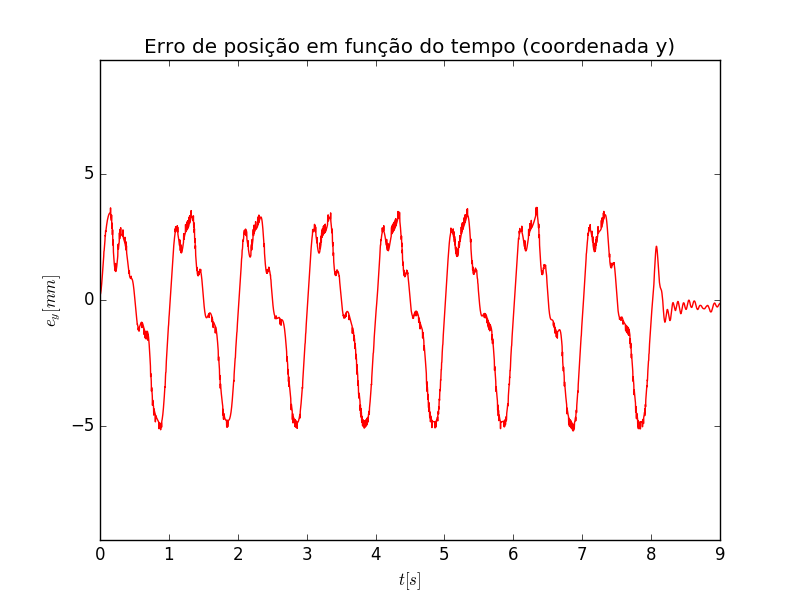 Erro de posição em função do tempo (coordenada y)
5
0
−5
e_y[mm]
0 1 2 3 4 5 6 7 8 9
t[s]